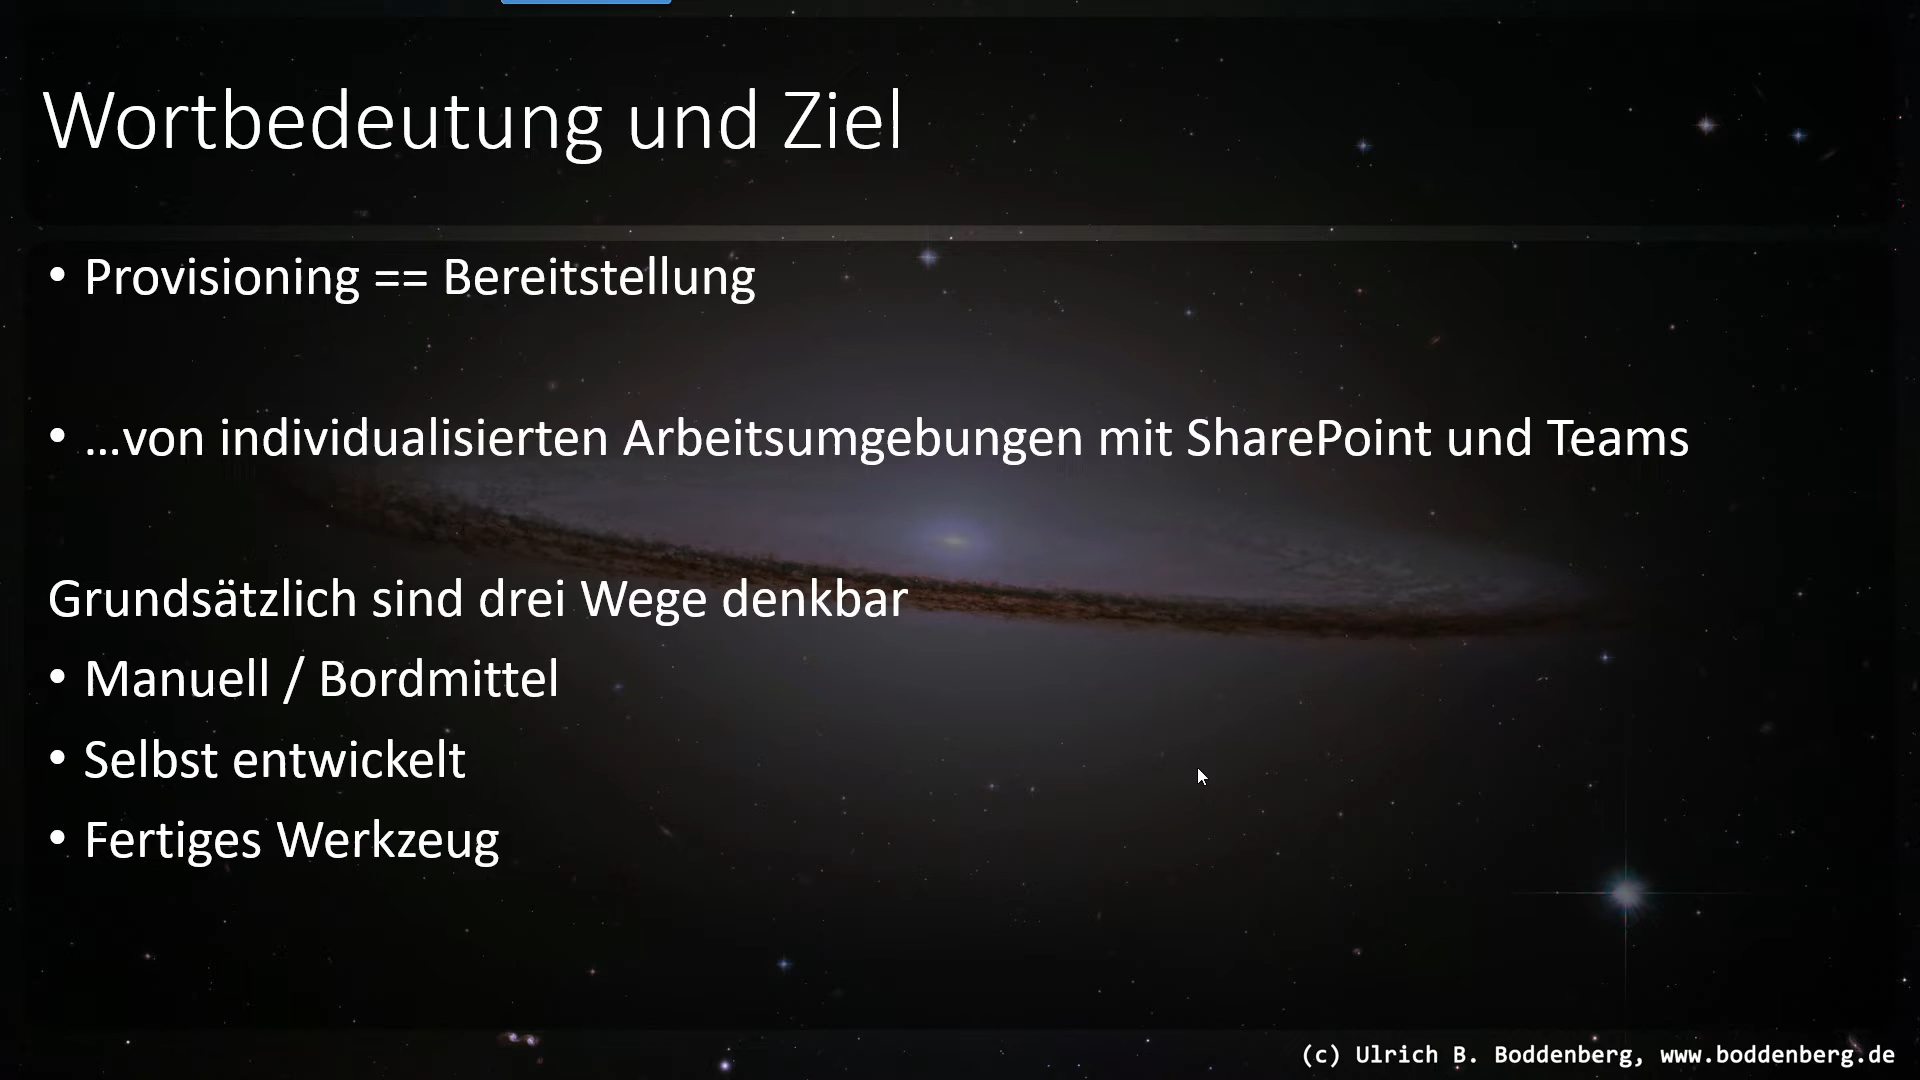 Wortbedeutung und Ziel
• Provisioning == Bereitstellung
• …von individualisierten Arbeitsumgebungen mit SharePoint und Teams
Grundsätzlich sind drei Wege denkbar
• Manuell / Bordmittel
• Selbst entwickelt
• Fertiges Werkzeug
(c) Ulrich B. Boddenberg, www.boddenberg.de